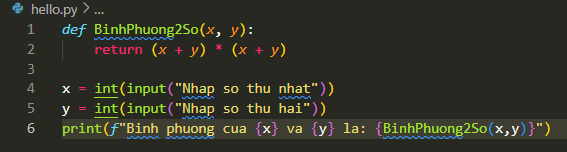 hello.py > ...
1 def BinhPhuong2So(x, y):
2     return (x + y) * (x + y)
3
4 x = int(input("Nhap so thu nhat"))
5 y = int(input("Nhap so thu hai"))
6 print(f"Binh phuong cua {x} va {y} la: {BinhPhuong2So(x,y)}")